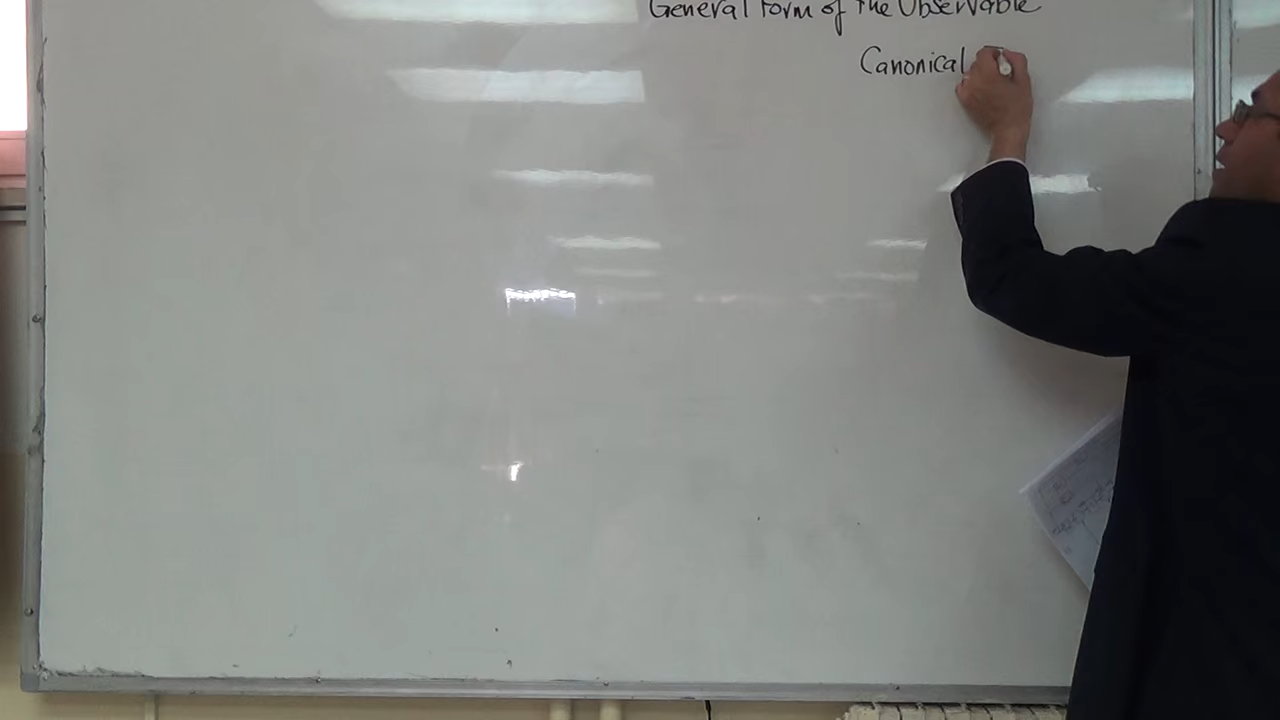 General Form of the Observable
Canonical